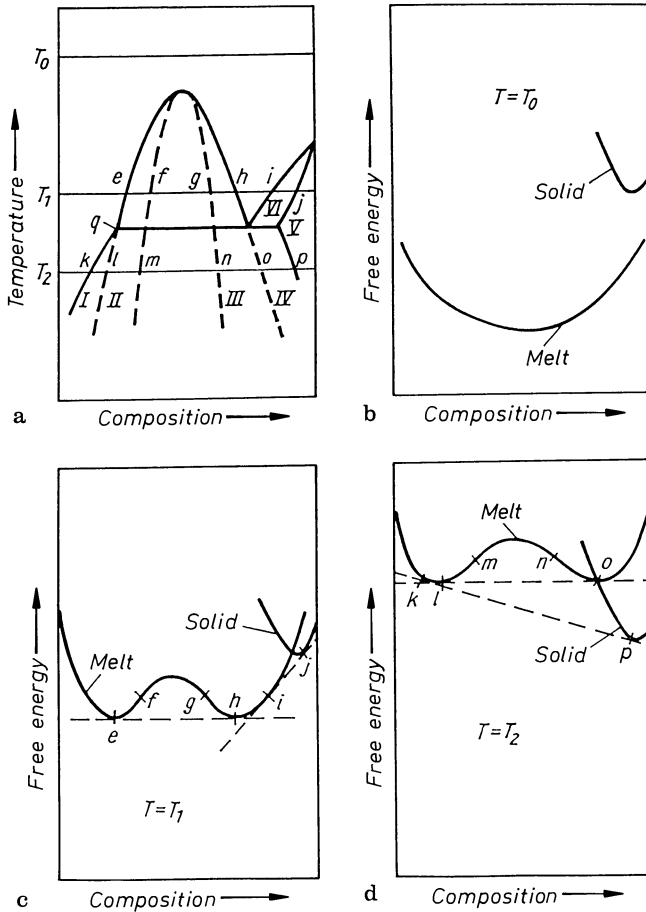 T0
Temperature
T1
T2
e
f
g
h
i
j
VI
V
q
k
l
m
n
o
p
I
II
III
IV
a
Composition
Free energy
T = T0
Solid
Melt
b
Composition
Free energy
Melt
Solid
e
f
g
h
i
j
T = T1
c
Composition
Free energy
Melt
k
l
m
n
o
Solid
p
T = T2
d
Composition